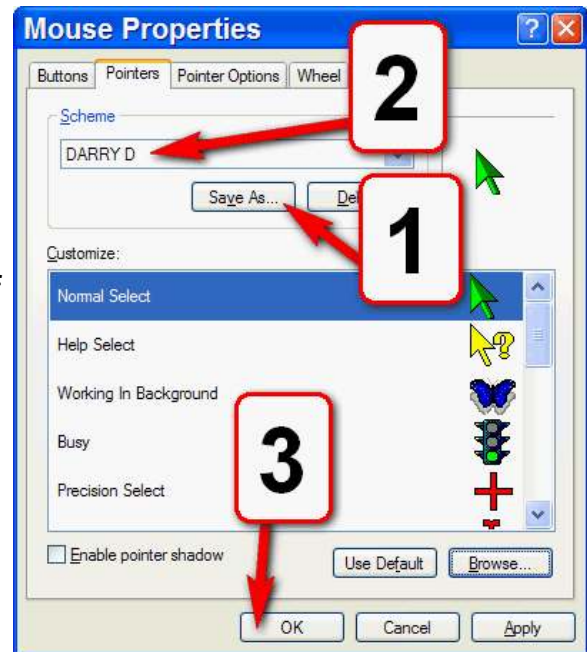 Mouse Properties
Buttons Pointers Pointer Options Wheel
2
Scheme
DARRY D
Save As...
1
Customize:
Normal Select
Help Select
Working In Background
Busy
3
Precision Select
Enable pointer shadow
Use Default Browse...
OK Cancel Apply